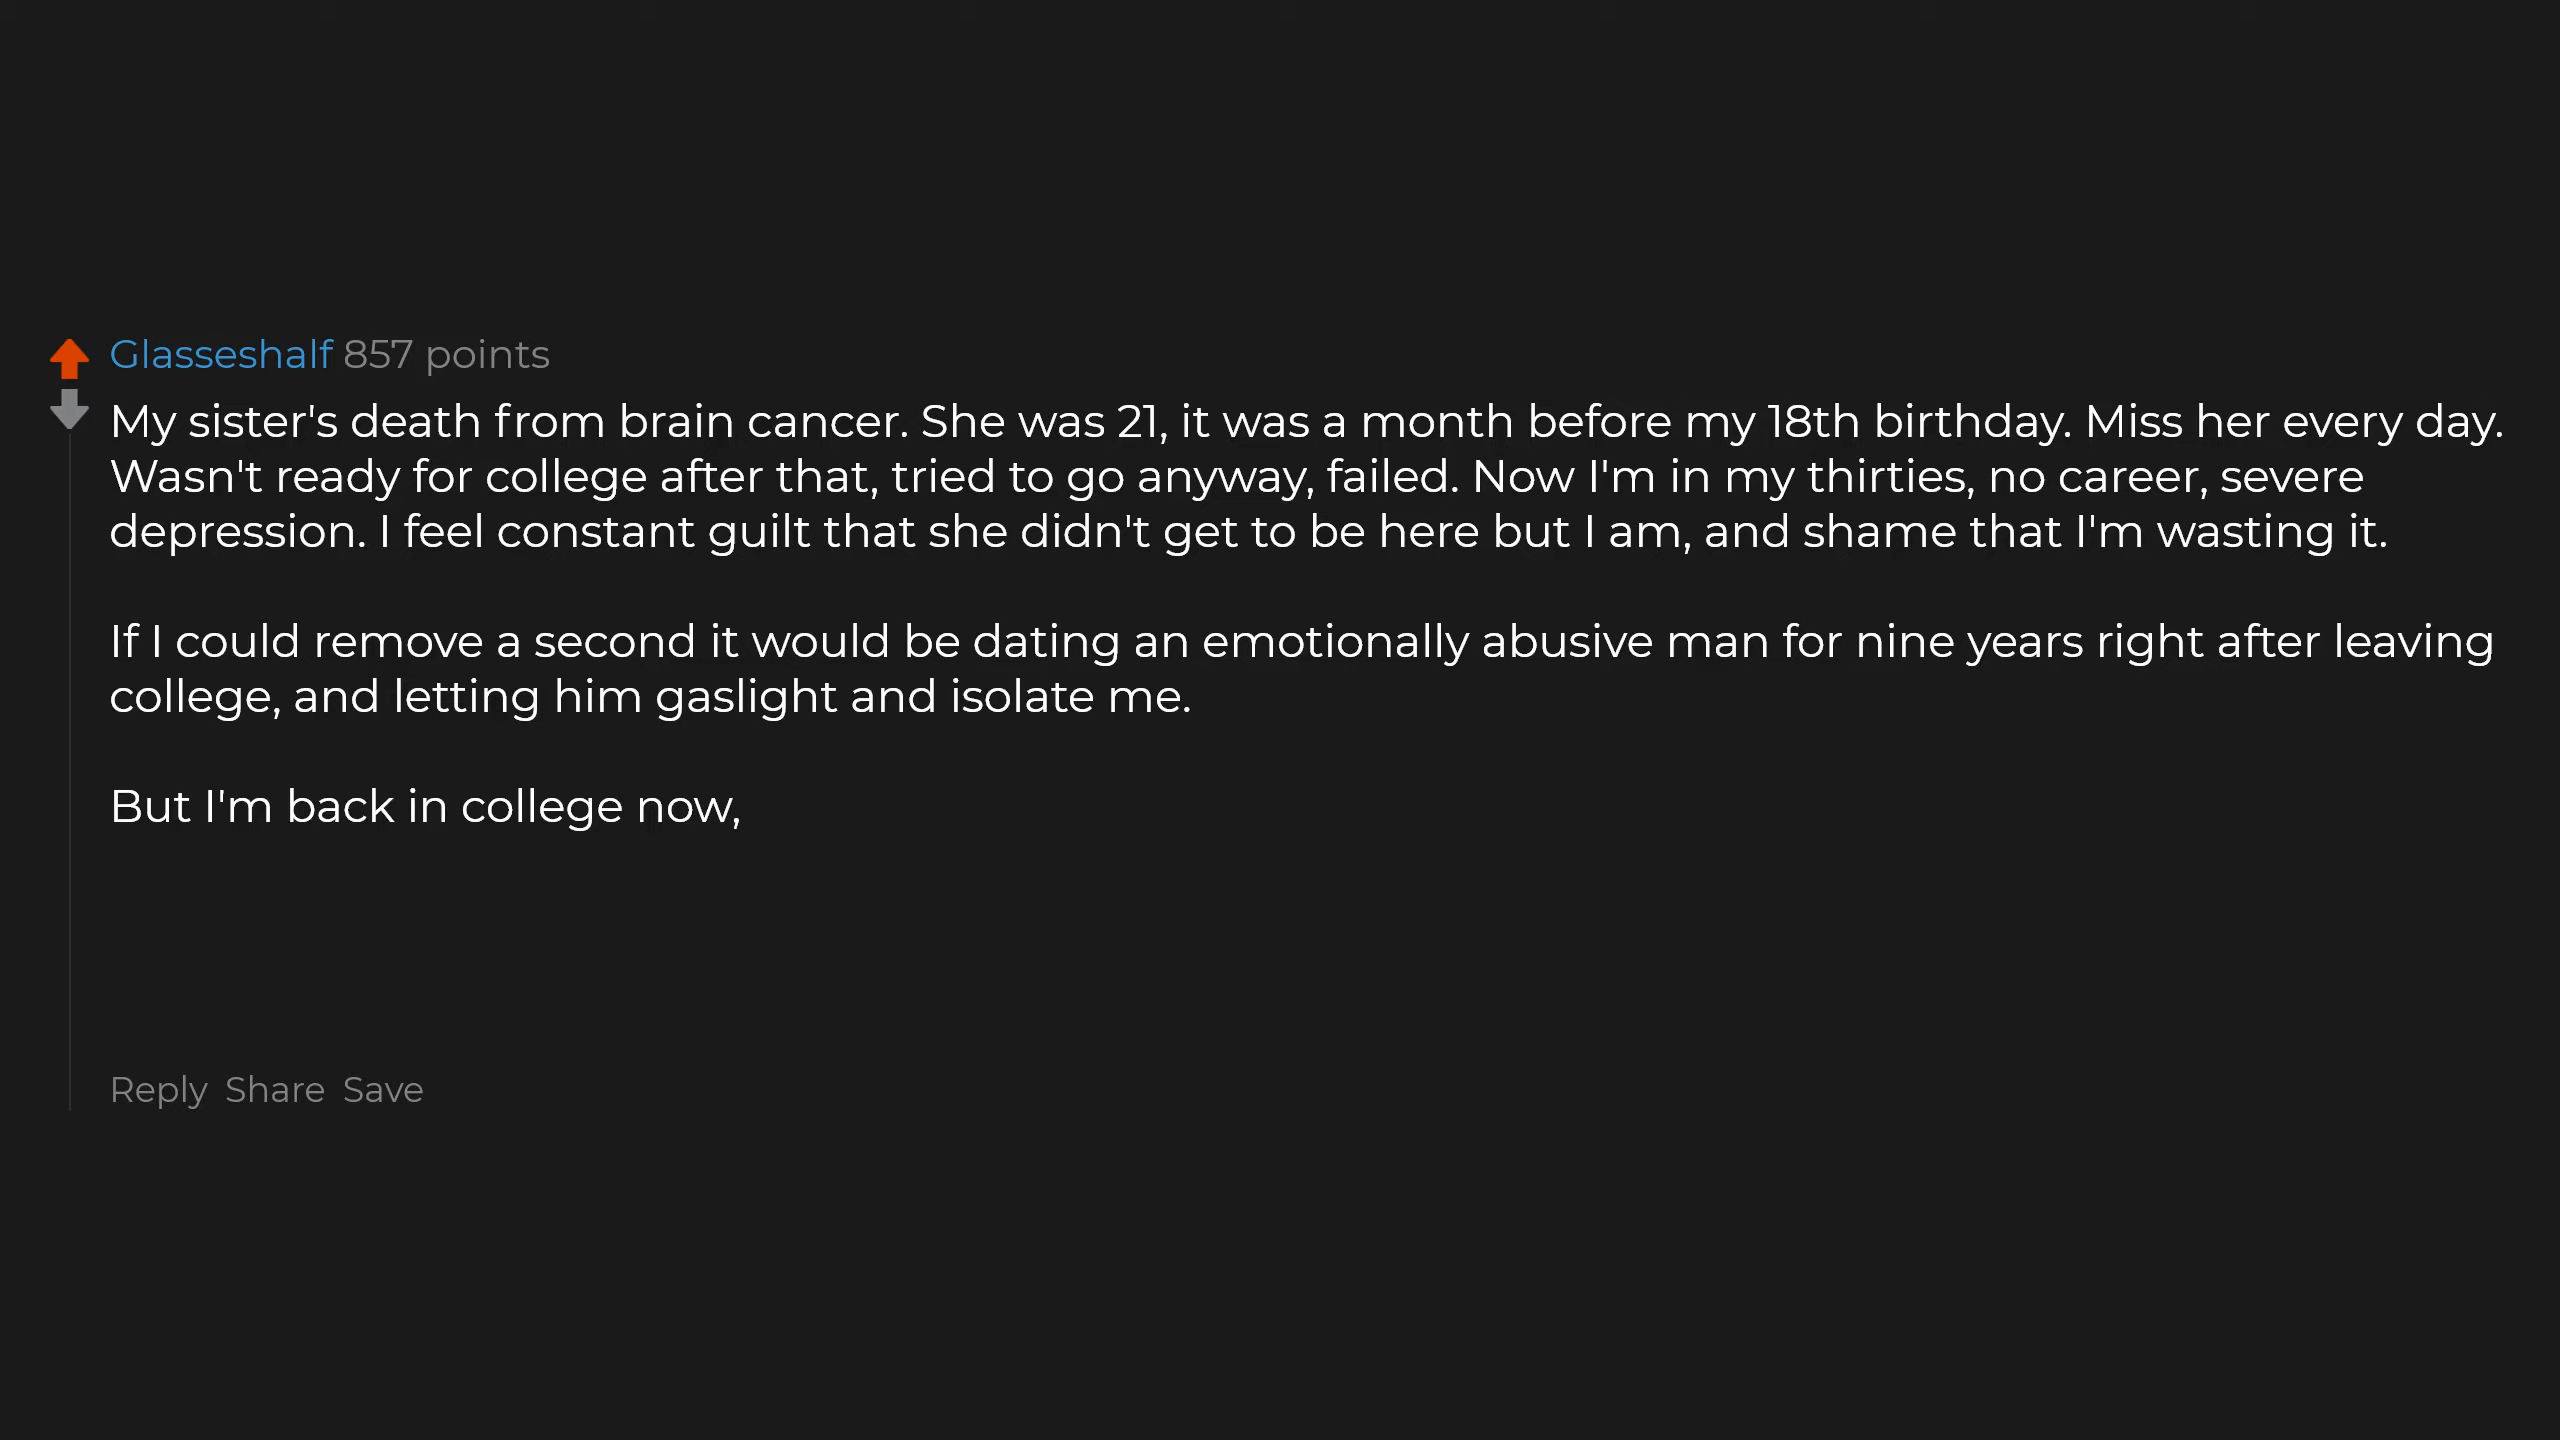 Glasseshalf 857 points
My sister's death from brain cancer. She was 21, it was a month before my 18th birthday. Miss her every day.
Wasn't ready for college after that, tried to go anyway, failed. Now I'm in my thirties, no career, severe
depression. I feel constant guilt that she didn't get to be here but I am, and shame that I'm wasting it.
If I could remove a second it would be dating an emotionally abusive man for nine years right after leaving
college, and letting him gaslight and isolate me.
But I'm back in college now,
Reply Share Save